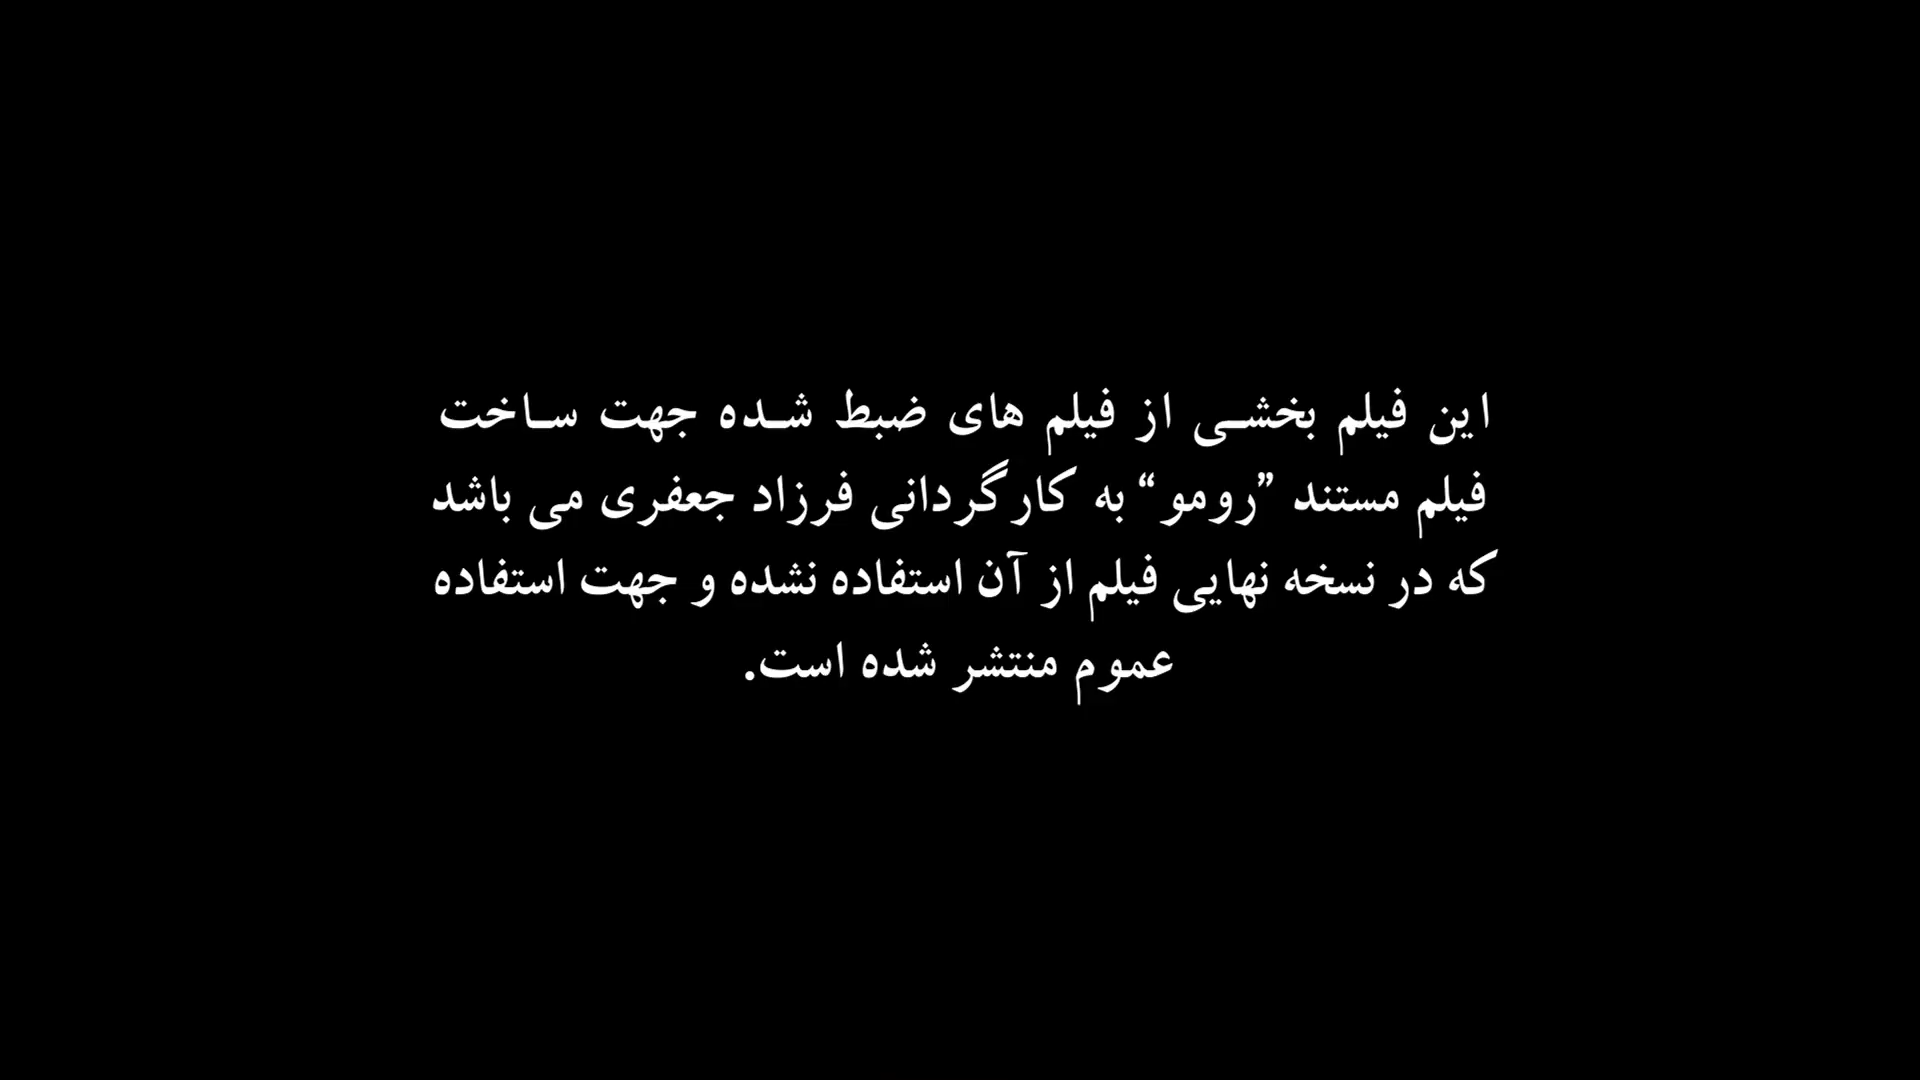 این فیلم بخشی از فیلم های ضبط شده جهت ساخت
فیلم مستند ”رومو“ به کارگردانی فرزاد جعفری می باشد
که در نسخه نهایی فیلم از آن استفاده نشده و جهت استفاده
عموم منتشر شده است.